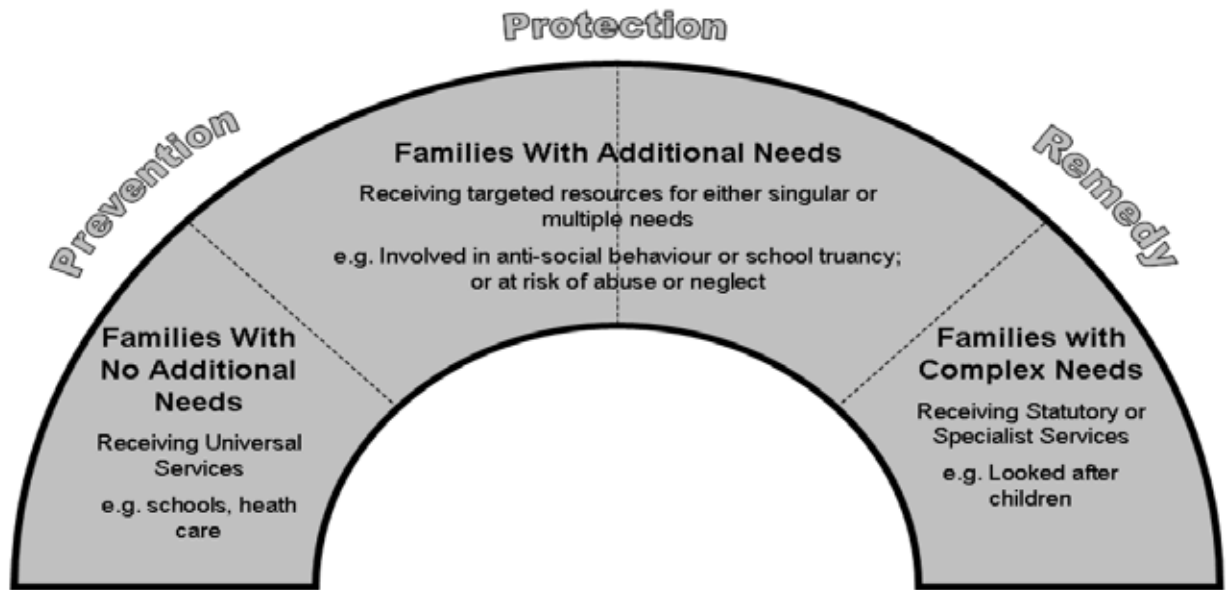 Protection
Prevention
Remedy
Families With Additional Needs
Receiving targeted resources for either singular or
multiple needs
e.g. Involved in anti-social behaviour or school truancy;
or at risk of abuse or neglect
Families With
No Additional
Needs
Receiving Universal
Services
e.g. schools, heath
care
Families with
Complex Needs
Receiving Statutory or
Specialist Services
e.g. Looked after
children